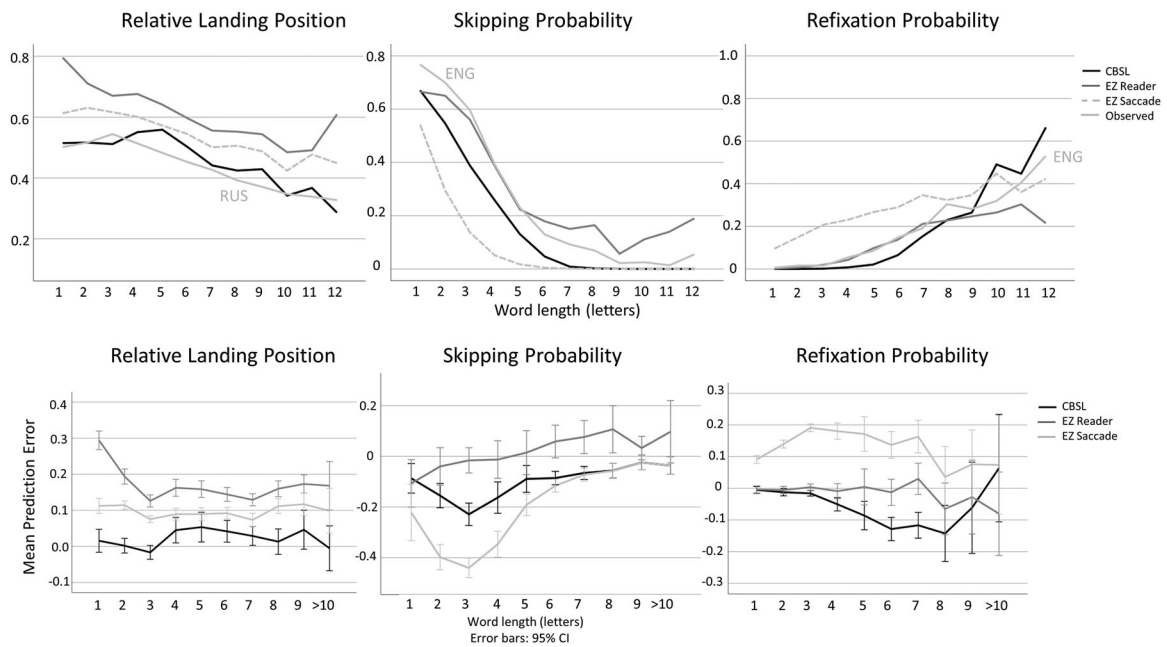 Relative Landing Position
Skipping Probability
Refixation Probability
0.8
0.6
0.4
0.2
RUS
1 2 3 4 5 6 7 8 9 10 11 12
0.8
0.6
0.4
0.2
0
ENG
1 2 3 4 5 6 7 8 9 10 11 12
Word length (letters)
1.0
0.8
0.6
0.4
0.2
0
ENG
1 2 3 4 5 6 7 8 9 10 11 12
CBSL
EZ Reader
EZ Saccade
Observed
Relative Landing Position
Skipping Probability
Refixation Probability
Mean Prediction Error
0.4
0.3
0.2
0.1
0.0
-0.1
1 2 3 4 5 6 7 8 9 >10
0.2
0
-0.2
-0.4
1 2 3 4 5 6 7 8 9 >10
Word length (letters)
Error bars: 95% CI
0.3
0.2
0.1
0
-0.1
-0.2
-0.3
1 2 3 4 5 6 7 8 9 >10
CBSL
EZ Reader
EZ Saccade